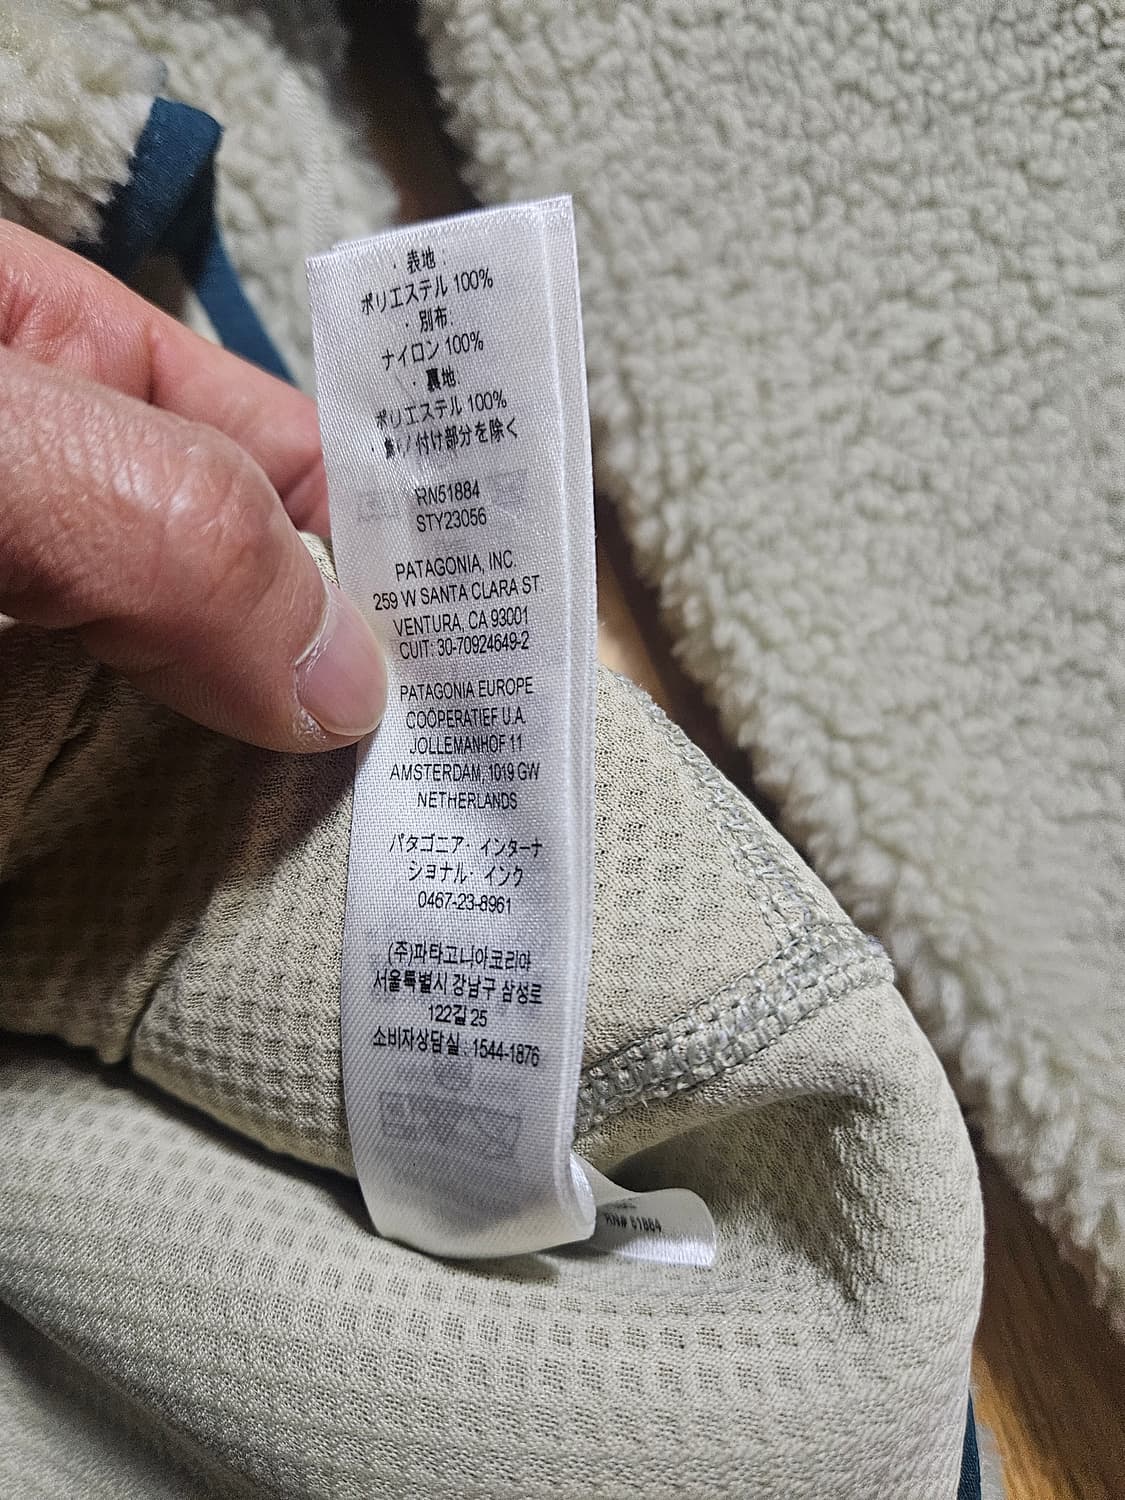 ・表地:
ポリエステル 100%
・別布:
ナイロン 100%
・裏地:
ポリエステル 100%
・飾り/付け部分を除く
RN51884
STY23056
PATAGONIA, INC.
259 W SANTA CLARA ST
VENTURA, CA 93001
CUIT: 30-70924649-2
PATAGONIA EUROPE
COÖPERATIEF U.A.
JOLLEMANHOF 11
AMSTERDAM, 1019 GW
NETHERLANDS
パタゴニア・インターナ
ショナル・インク
0467-23-8961
(주)파타고니아코리아
서울특별시 강남구 삼성로
122길 25
소비자상담실 : 1544-1876
RN# 51884